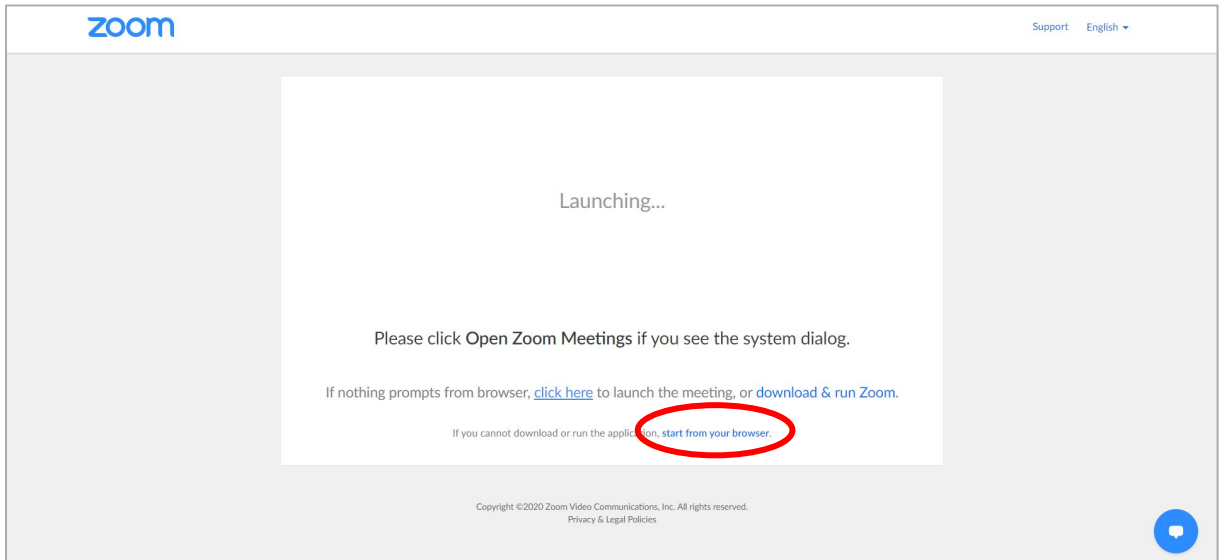 zoom
Support English
Launching...
Please click Open Zoom Meetings if you see the system dialog.
If nothing prompts from browser, click here to launch the meeting, or download & run Zoom.
If you cannot download or run the application, start from your browser.
Copyright ©2020 Zoom Video Communications, Inc. All rights reserved.
Privacy & Legal Policies